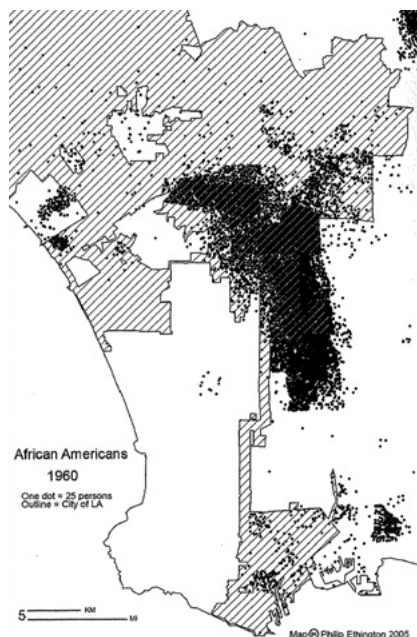 African Americans
1960
One dot = 25 persons
Outline = City of LA
5
KM
MI
Map © Philip Ethington 2005